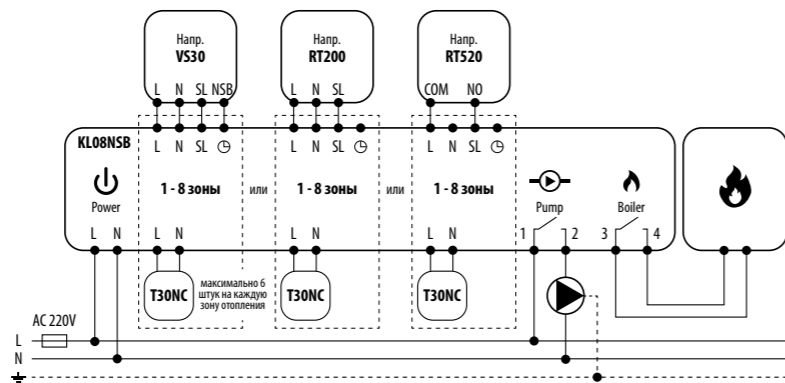 Напр.
VS30
Напр.
RT200
Напр.
RT520
L N SL NSB
L N SL
COM NO
KL08NSB
L N SL
L N SL
L N SL
Power
1 - 8 зоны
или
1 - 8 зоны
или
1 - 8 зоны
Pump
Boiler
L N
L N
L N
L N
1 2
3 4
T30NC
максимально 6
штук на каждую
зону отопления
T30NC
T30NC
AC 220V
L
N